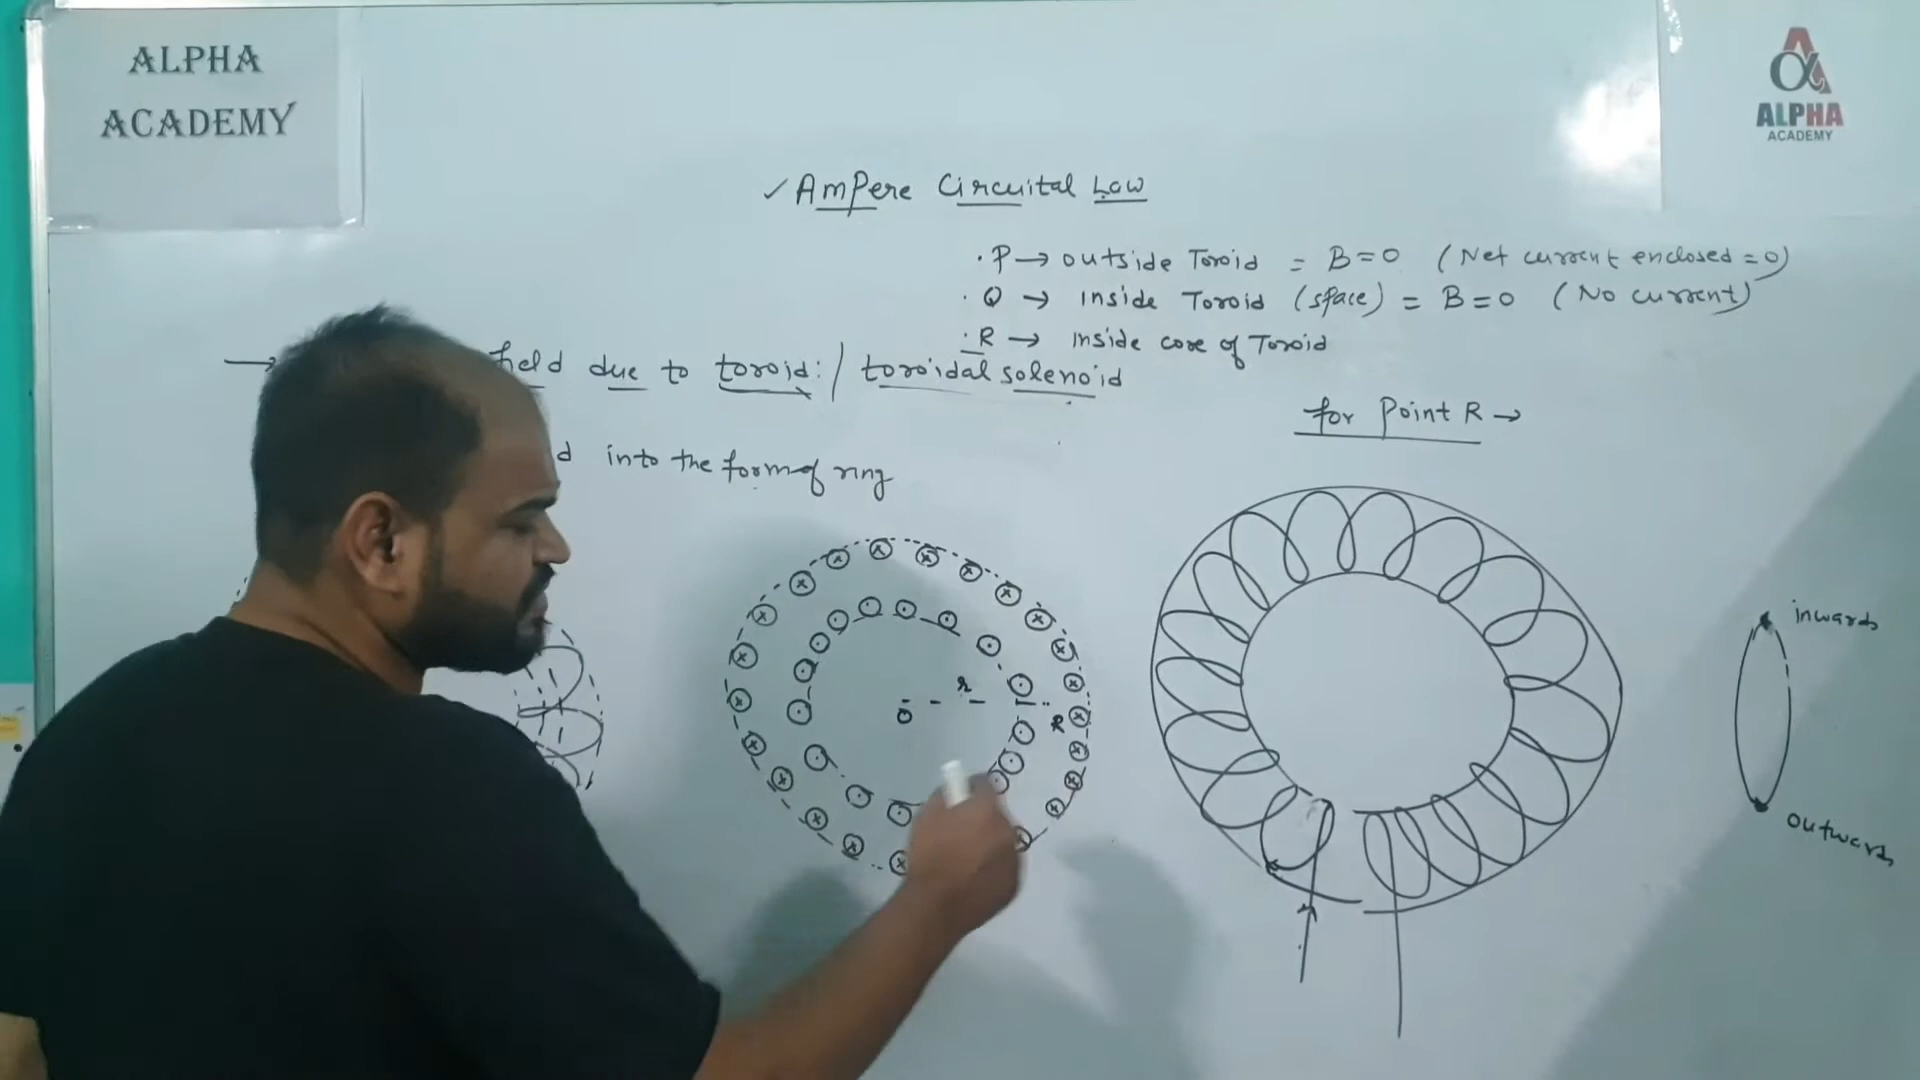 ALPHA
ACADEMY
ALPHA
ACADEMY
✓ Ampere Circuital Law
. P → outside Toroid = B=0 (Net current enclosed = 0)
. Q → Inside Toroid (space) = B=0 (No current)
. R → Inside core of Toroid
→ field due to toroid: / toroidal solenoid
for Point R →
d into the form of ring
r
O
R
inwards
outwards